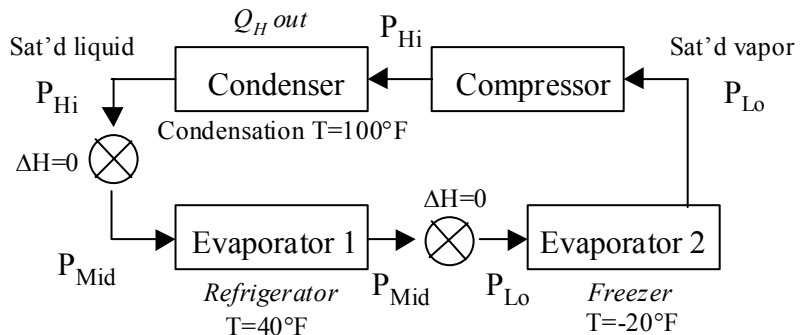 Q_H out
Sat’d liquid
P_Hi
Sat’d vapor
P_Hi
Condenser
Compressor
P_Lo
Condensation T=100°F
ΔH=0
ΔH=0
Evaporator 1
Evaporator 2
P_Mid
Refrigerator
P_Mid
P_Lo
Freezer
T=40°F
T=-20°F